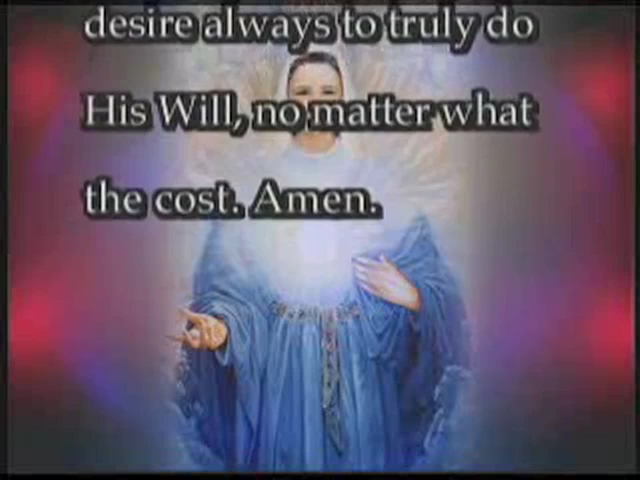 desire always to truly do
His Will, no matter what
the cost. Amen.